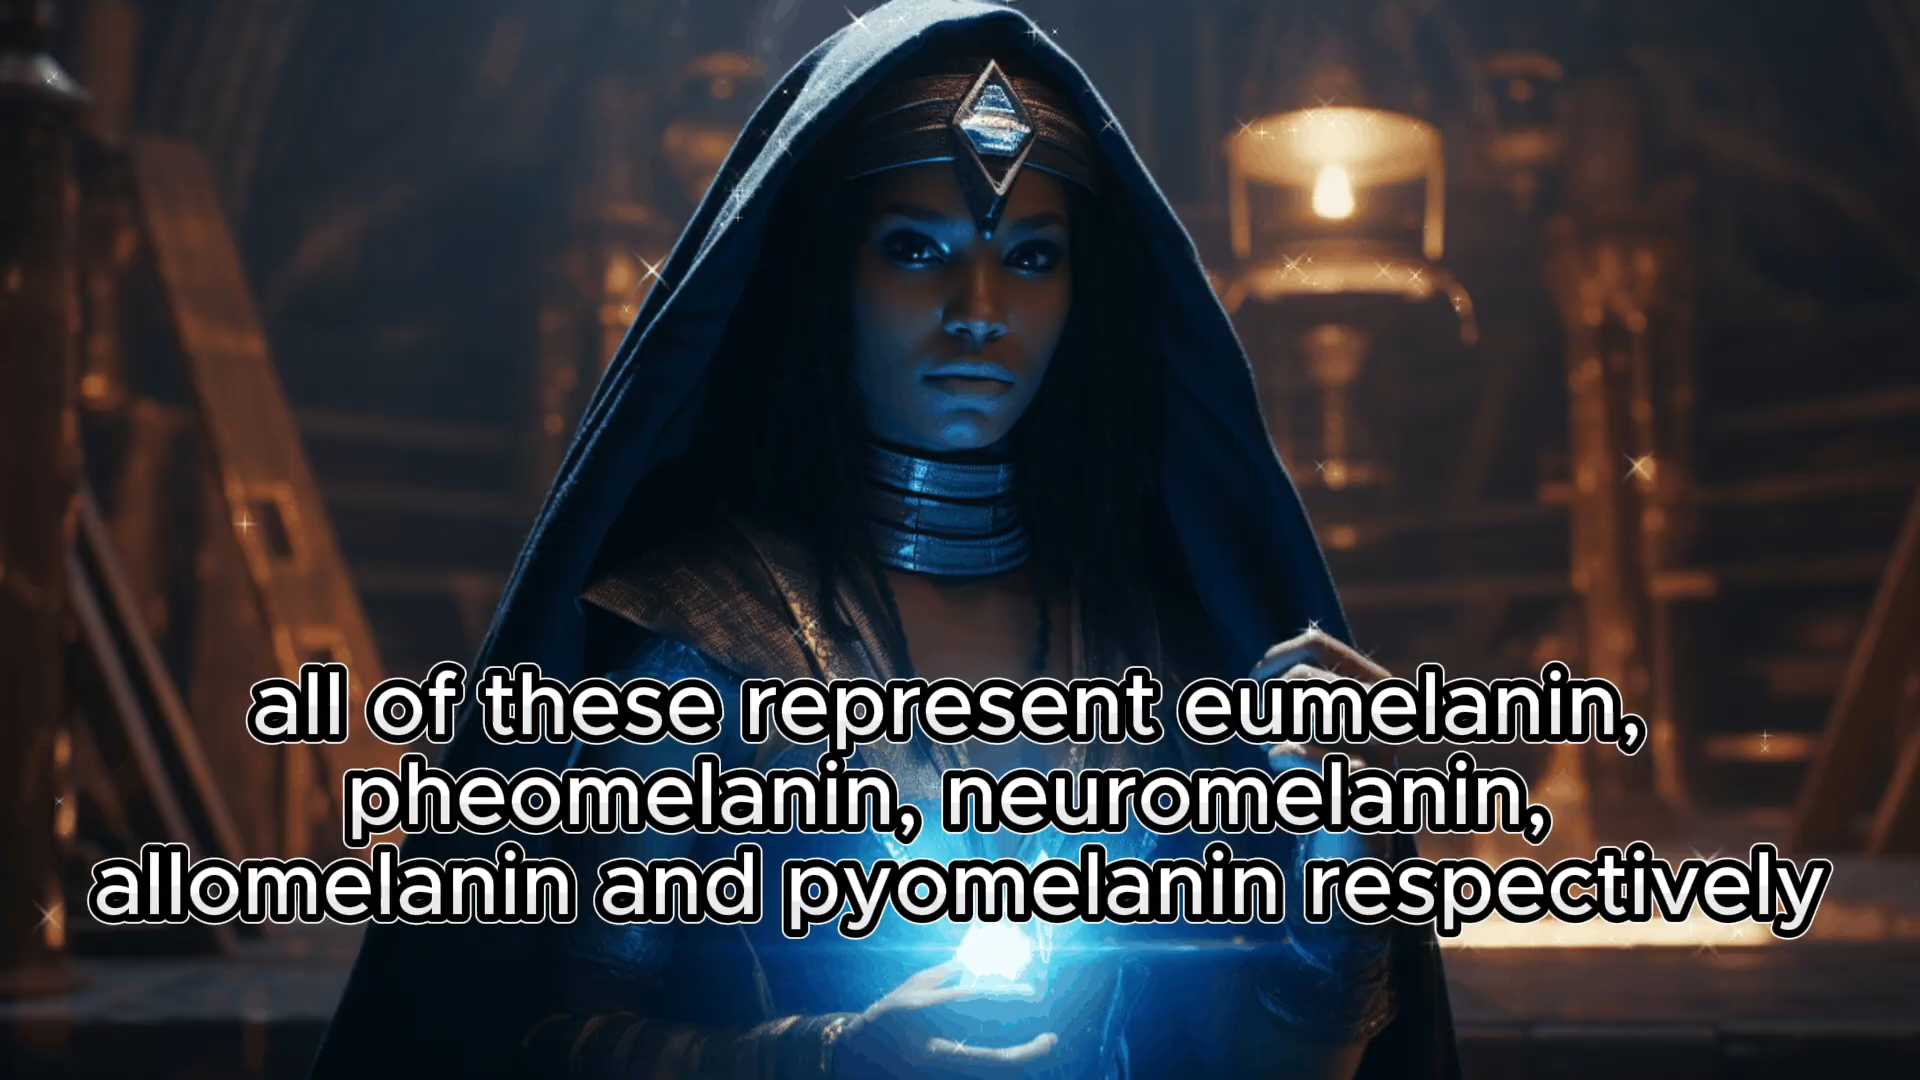 all of these represent eumelanin,
pheomelanin, neuromelanin,
allomelanin and pyomelanin respectively